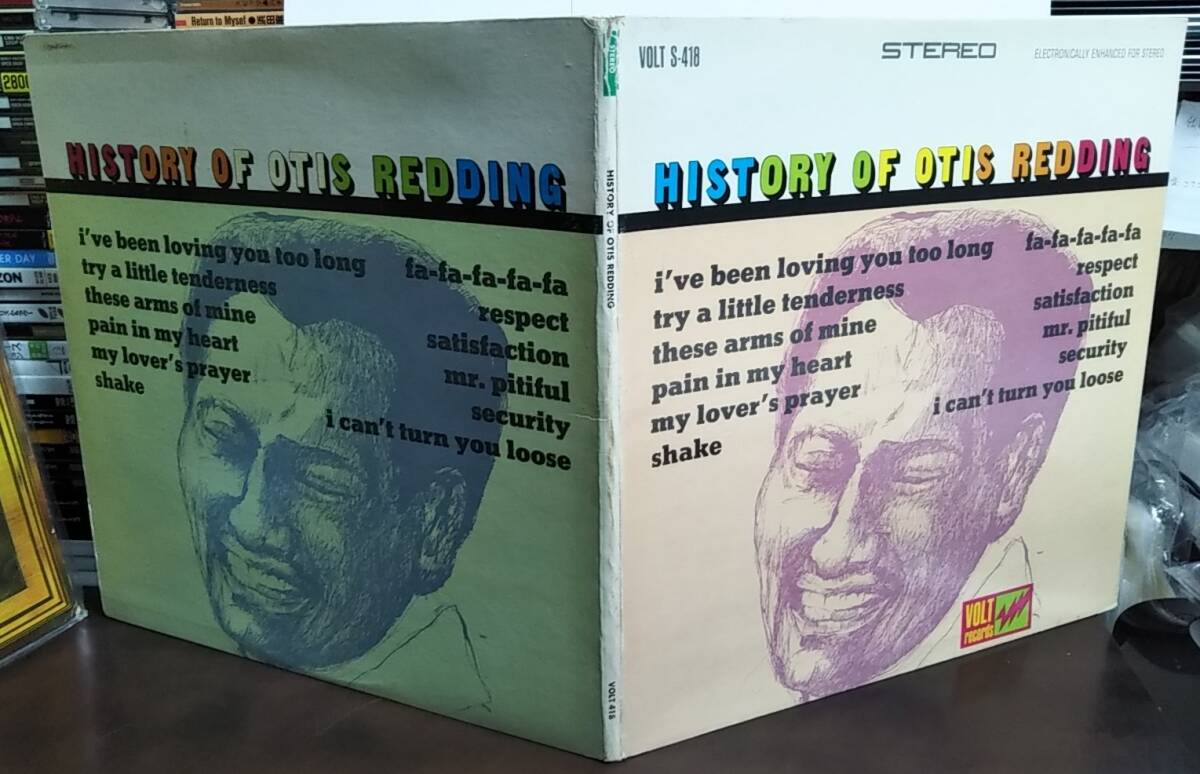 Return to Myself
2800
ER DAY
ZON
HISTORY OF OTIS REDDING
i've been loving you too long
try a little tenderness
these arms of mine
pain in my heart
my lover's prayer
shake
fa-fa-fa-fa-fa
respect
satisfaction
mr. pitiful
security
i can't turn you loose
STEREO
HISTORY OF OTIS REDDING
VOLT 418
VOLT S-418
STEREO
ELECTRONICALLY ENHANCED FOR STEREO
HISTORY OF OTIS REDDING
i've been loving you too long
try a little tenderness
these arms of mine
pain in my heart
my lover's prayer
shake
fa-fa-fa-fa-fa
respect
satisfaction
mr. pitiful
security
i can't turn you loose
VOLT
records